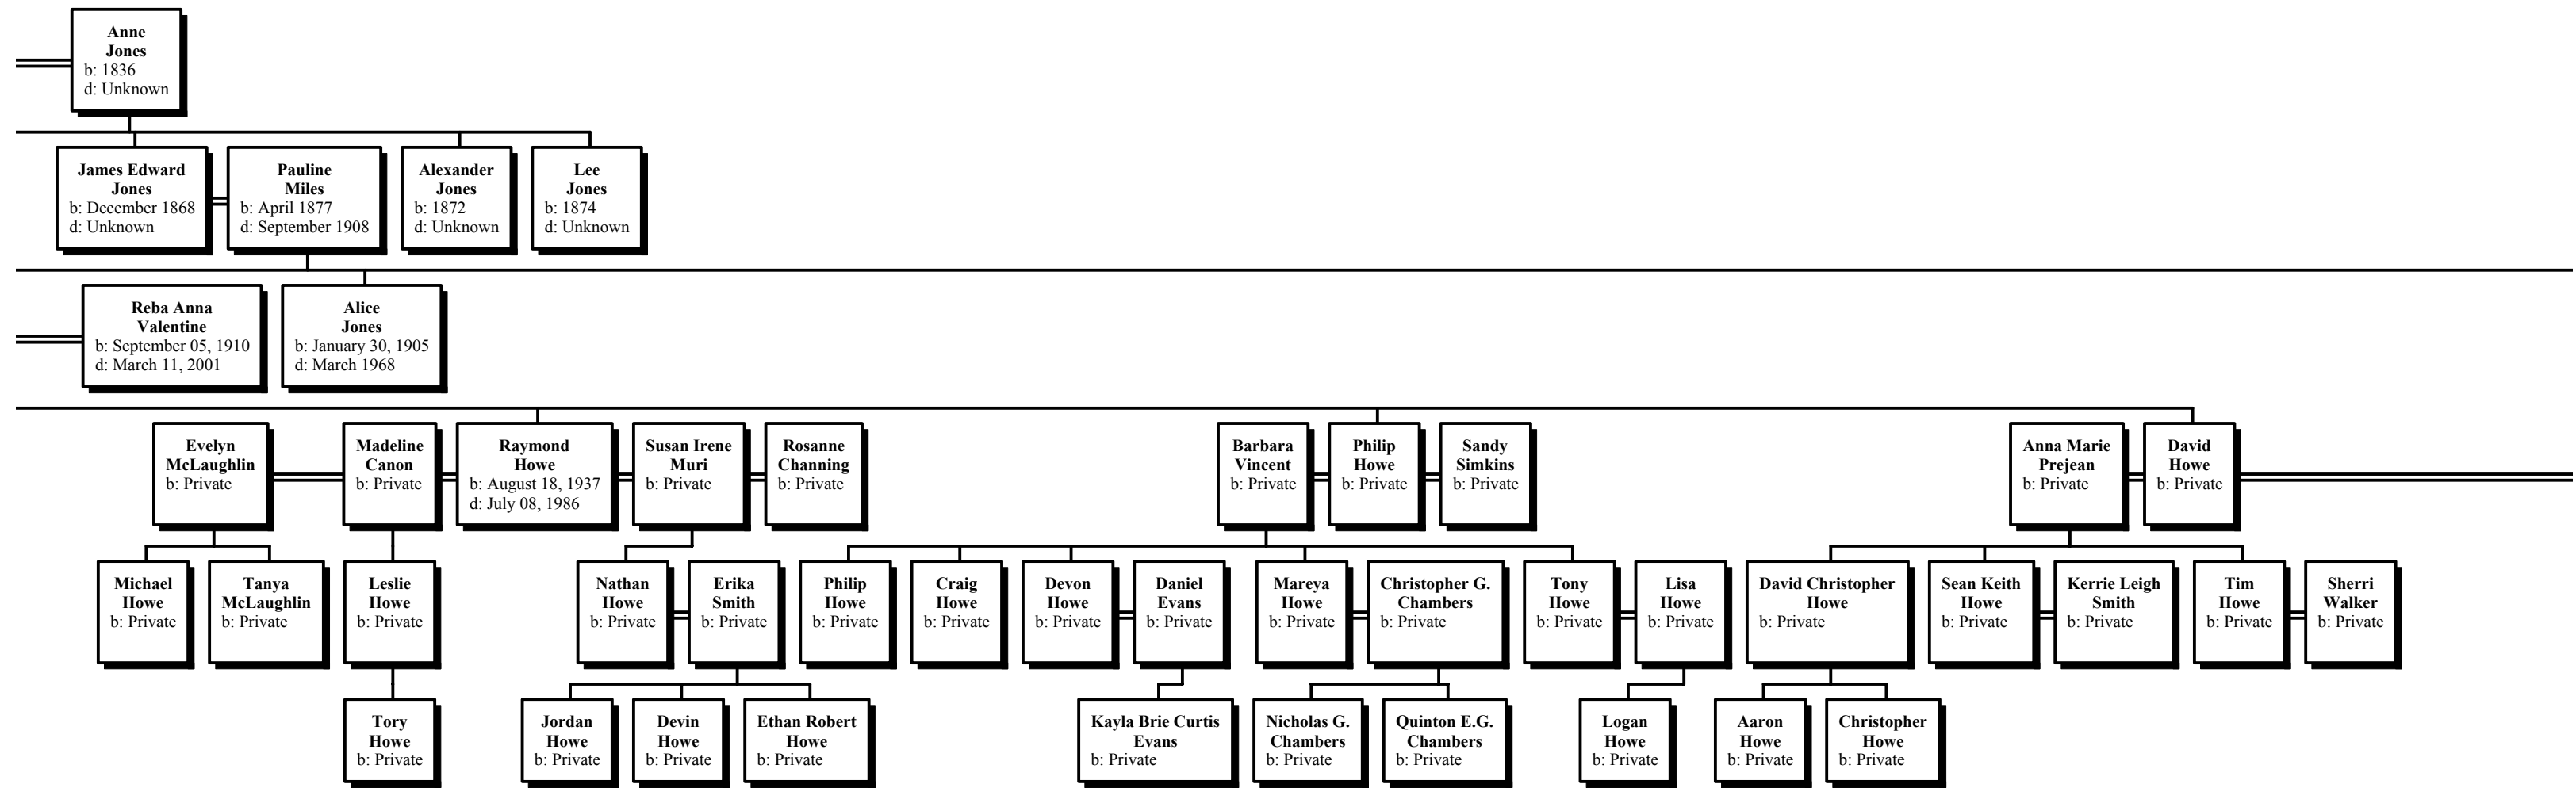 Anne
Jones
b: 1836
d: Unknown
James Edward
Jones
b: December 1868
d: Unknown
Pauline
Miles
b: April 1877
d: September 1908
Alexander
Jones
b: 1872
d: Unknown
Lee
Jones
b: 1874
d: Unknown
Reba Anna
Valentine
b: September 05, 1910
d: March 11, 2001
Alice
Jones
b: January 30, 1905
d: March 1968
Evelyn
McLaughlin
b: Private
Madeline
Canon
b: Private
Raymond
Howe
b: August 18, 1937
d: July 08, 1986
Susan Irene
Muri
b: Private
Rosanne
Channing
b: Private
Barbara
Vincent
b: Private
Philip
Howe
b: Private
Sandy
Simkins
b: Private
Anna Marie
Prejean
b: Private
David
Howe
b: Private
Michael
Howe
b: Private
Tanya
McLaughlin
b: Private
Leslie
Howe
b: Private
Nathan
Howe
b: Private
Erika
Smith
b: Private
Philip
Howe
b: Private
Craig
Howe
b: Private
Devon
Howe
b: Private
Daniel
Evans
b: Private
Mareya
Howe
b: Private
Christopher G.
Chambers
b: Private
Tony
Howe
b: Private
Lisa
Howe
b: Private
David Christopher
Howe
b: Private
Sean Keith
Howe
b: Private
Kerrie Leigh
Smith
b: Private
Tim
Howe
b: Private
Sherri
Walker
b: Private
Tory
Howe
b: Private
Jordan
Howe
b: Private
Devin
Howe
b: Private
Ethan Robert
Howe
b: Private
Kayla Brie Curtis
Evans
b: Private
Nicholas G.
Chambers
b: Private
Quinton E.G.
Chambers
b: Private
Logan
Howe
b: Private
Aaron
Howe
b: Private
Christopher
Howe
b: Private